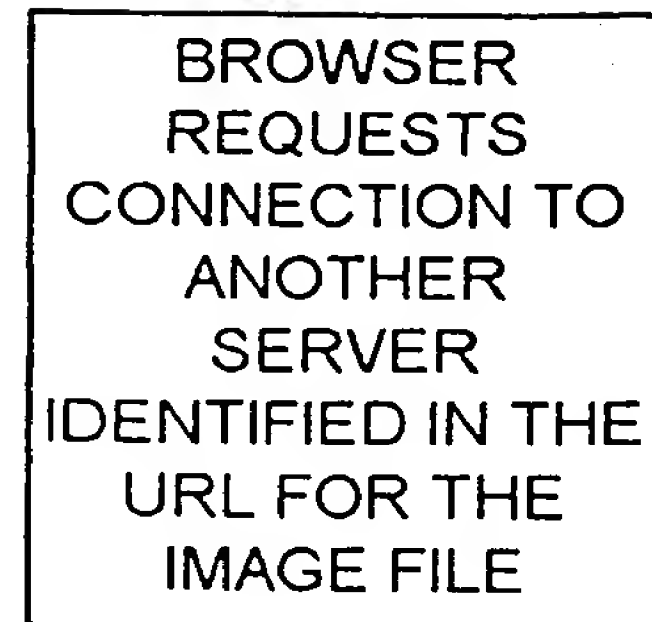 BROWSER
REQUESTS
CONNECTION TO
ANOTHER
SERVER
IDENTIFIED IN THE
URL FOR THE
IMAGE FILE